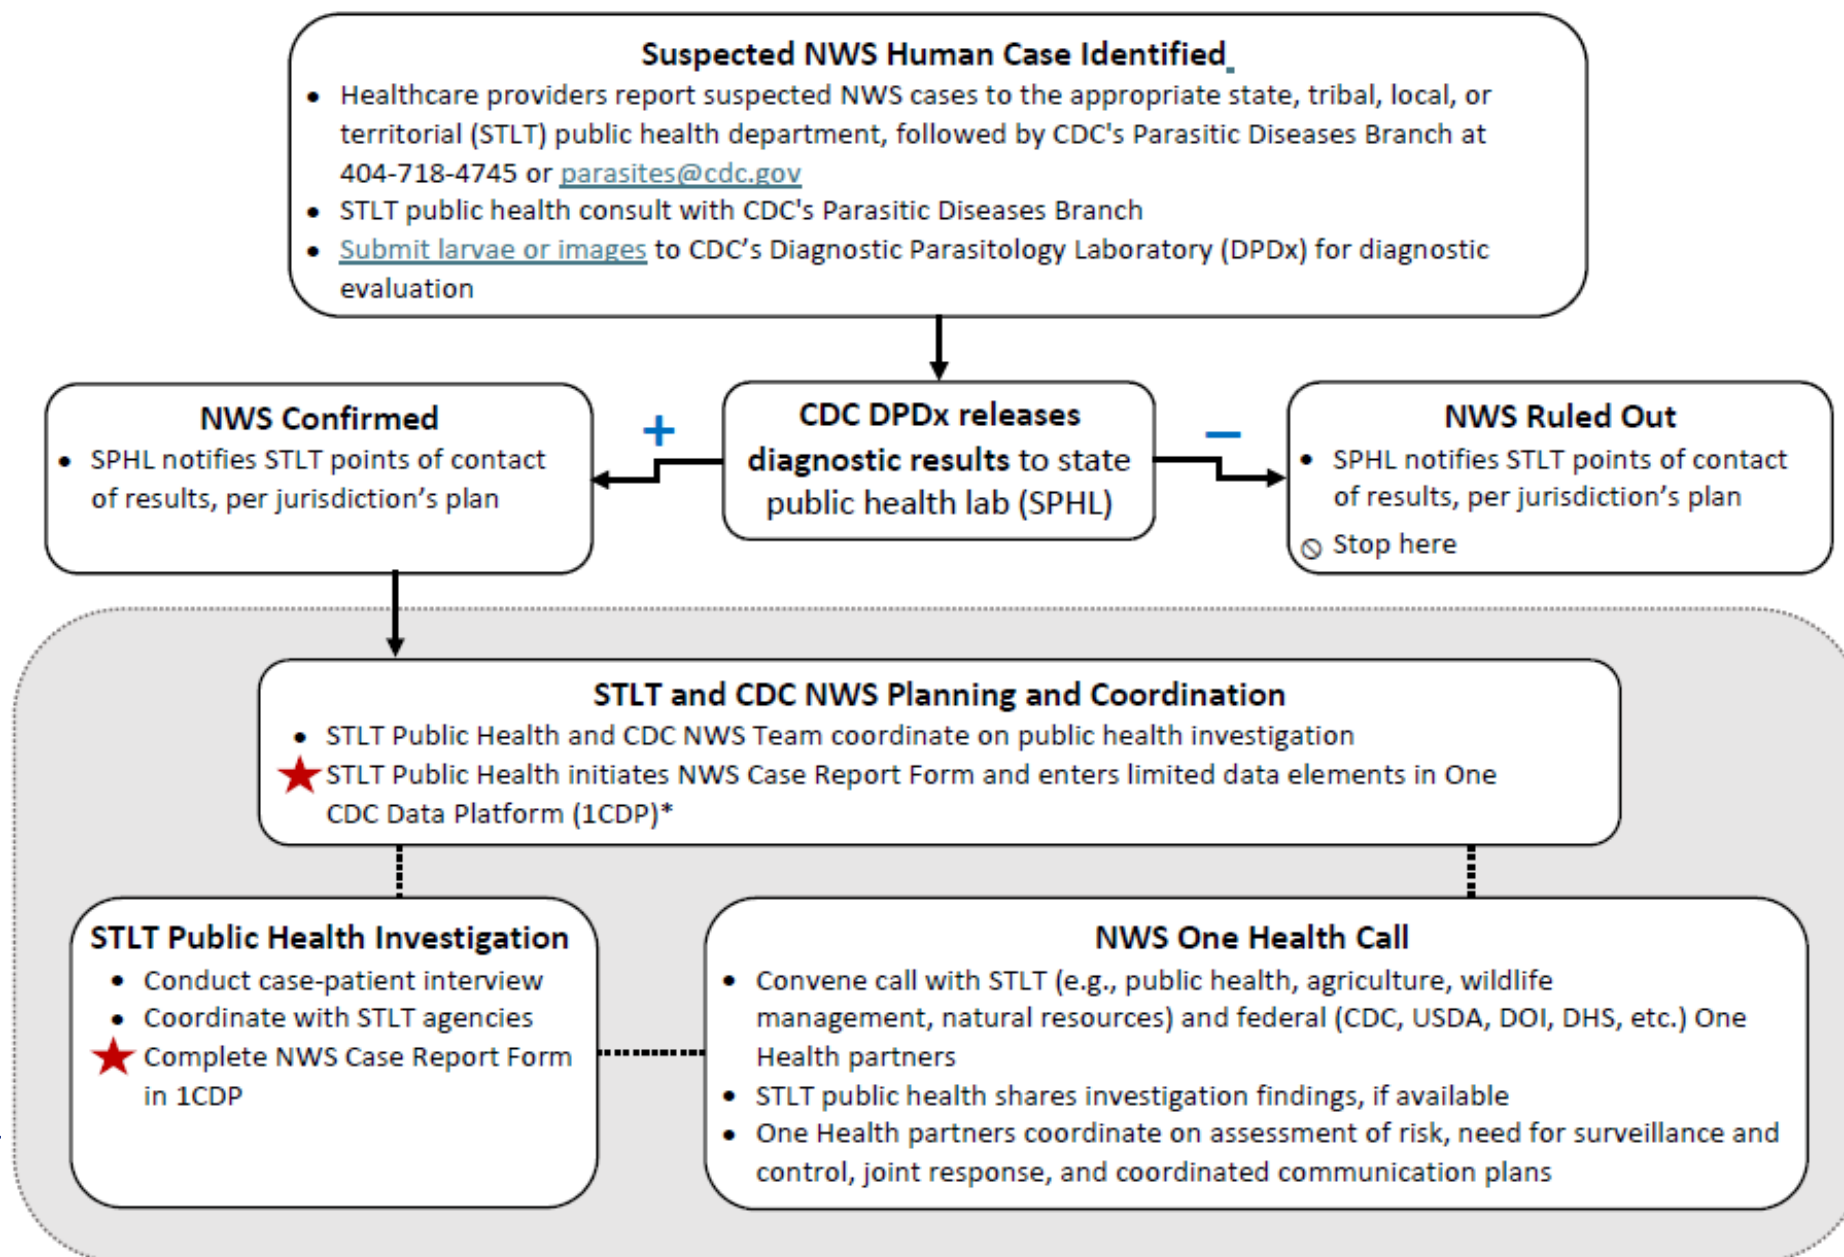 Suspected NWS Human Case Identified
• Healthcare providers report suspected NWS cases to the appropriate state, tribal, local, or
territorial (STLT) public health department, followed by CDC's Parasitic Diseases Branch at
404-718-4745 or parasites@cdc.gov
• STLT public health consult with CDC's Parasitic Diseases Branch
• Submit larvae or images to CDC’s Diagnostic Parasitology Laboratory (DPDx) for diagnostic
evaluation
NWS Confirmed
• SPHL notifies STLT points of contact
of results, per jurisdiction’s plan
+
CDC DPDx releases
diagnostic results to state
public health lab (SPHL)
–
NWS Ruled Out
• SPHL notifies STLT points of contact
of results, per jurisdiction’s plan
Stop here
STLT and CDC NWS Planning and Coordination
• STLT Public Health and CDC NWS Team coordinate on public health investigation
STLT Public Health initiates NWS Case Report Form and enters limited data elements in One
CDC Data Platform (1CDP)*
STLT Public Health Investigation
• Conduct case-patient interview
• Coordinate with STLT agencies
Complete NWS Case Report Form
in 1CDP
NWS One Health Call
• Convene call with STLT (e.g., public health, agriculture, wildlife
management, natural resources) and federal (CDC, USDA, DOI, DHS, etc.) One
Health partners
• STLT public health shares investigation findings, if available
• One Health partners coordinate on assessment of risk, need for surveillance and
control, joint response, and coordinated communication plans